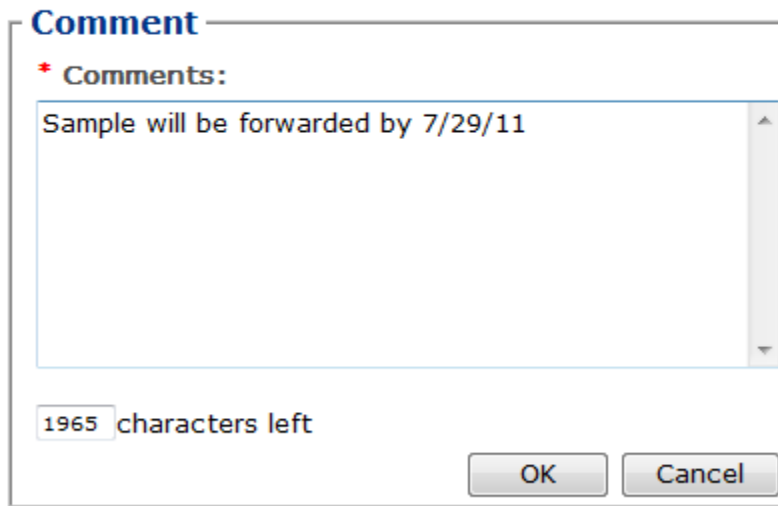 Comment
* Comments:
Sample will be forwarded by 7/29/11
1965 characters left
OK Cancel